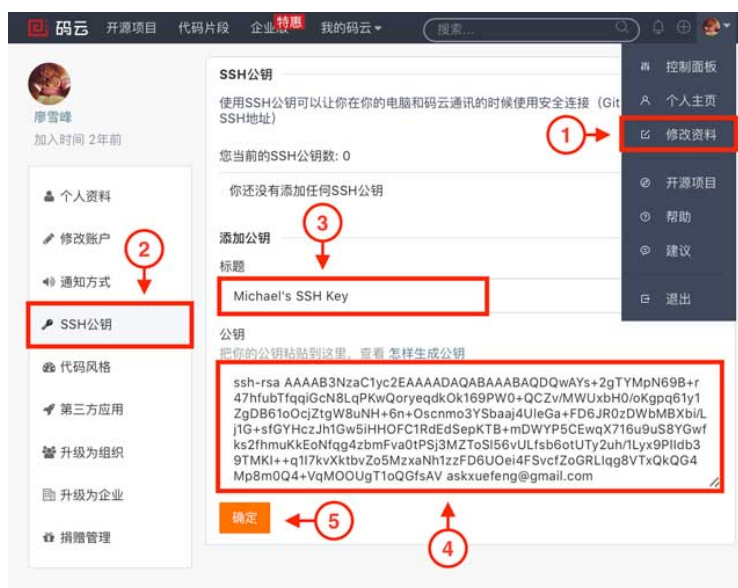 码云 开源项目 代码片段 企业版 特惠 我的码云 搜索...
控制面板
个人主页
修改资料
开源项目
帮助
建议
退出
廖雪峰
加入时间 2年前
个人资料
修改账户
通知方式
SSH公钥
代码风格
第三方应用
升级为组织
升级为企业
捐赠管理
SSH公钥
使用SSH公钥可以让你在你的电脑和码云通讯的时候使用安全连接（Git
SSH地址）
您当前的SSH公钥数: 0
你还没有添加任何SSH公钥
添加公钥
标题
Michael's SSH Key
公钥
把你的公钥粘贴到这里，查看 怎样生成公钥
ssh-rsa AAAAB3NzaC1yc2EAAAADAQABAAABAQDQwAYs+2gTYMpN69B+r
47hfubTfqqiGcN8LqPKwQoryeqdkOk169PW0+QCZv/MWUxbH0/oKgpq61y1
ZgDB61oOcjZtgW8uNH+6n+Oscnmo3YSbaaj4UleGa+FD6JR0zDWbMBXbi/L
j1G+sfGYHczJh1Gw5iHHOFC1RdEdSepKTB+mDWYP5CEwqX716u9uS8YGwf
ks2fhmuKkEoNfqg4zbmFva0tPSj3MZToSI56vULfsb6otUTy2uh/1Lyx9PIIdb3
9TMKI++q1I7kvXktbvZo5MzxaNh1zzFD6UOei4FSvcfZoGRLIqg8VTxQkQG4
Mp8m0Q4+VqMOOUgT1oQGfsAV askxuefeng@gmail.com
确定
1
2
3
4
5